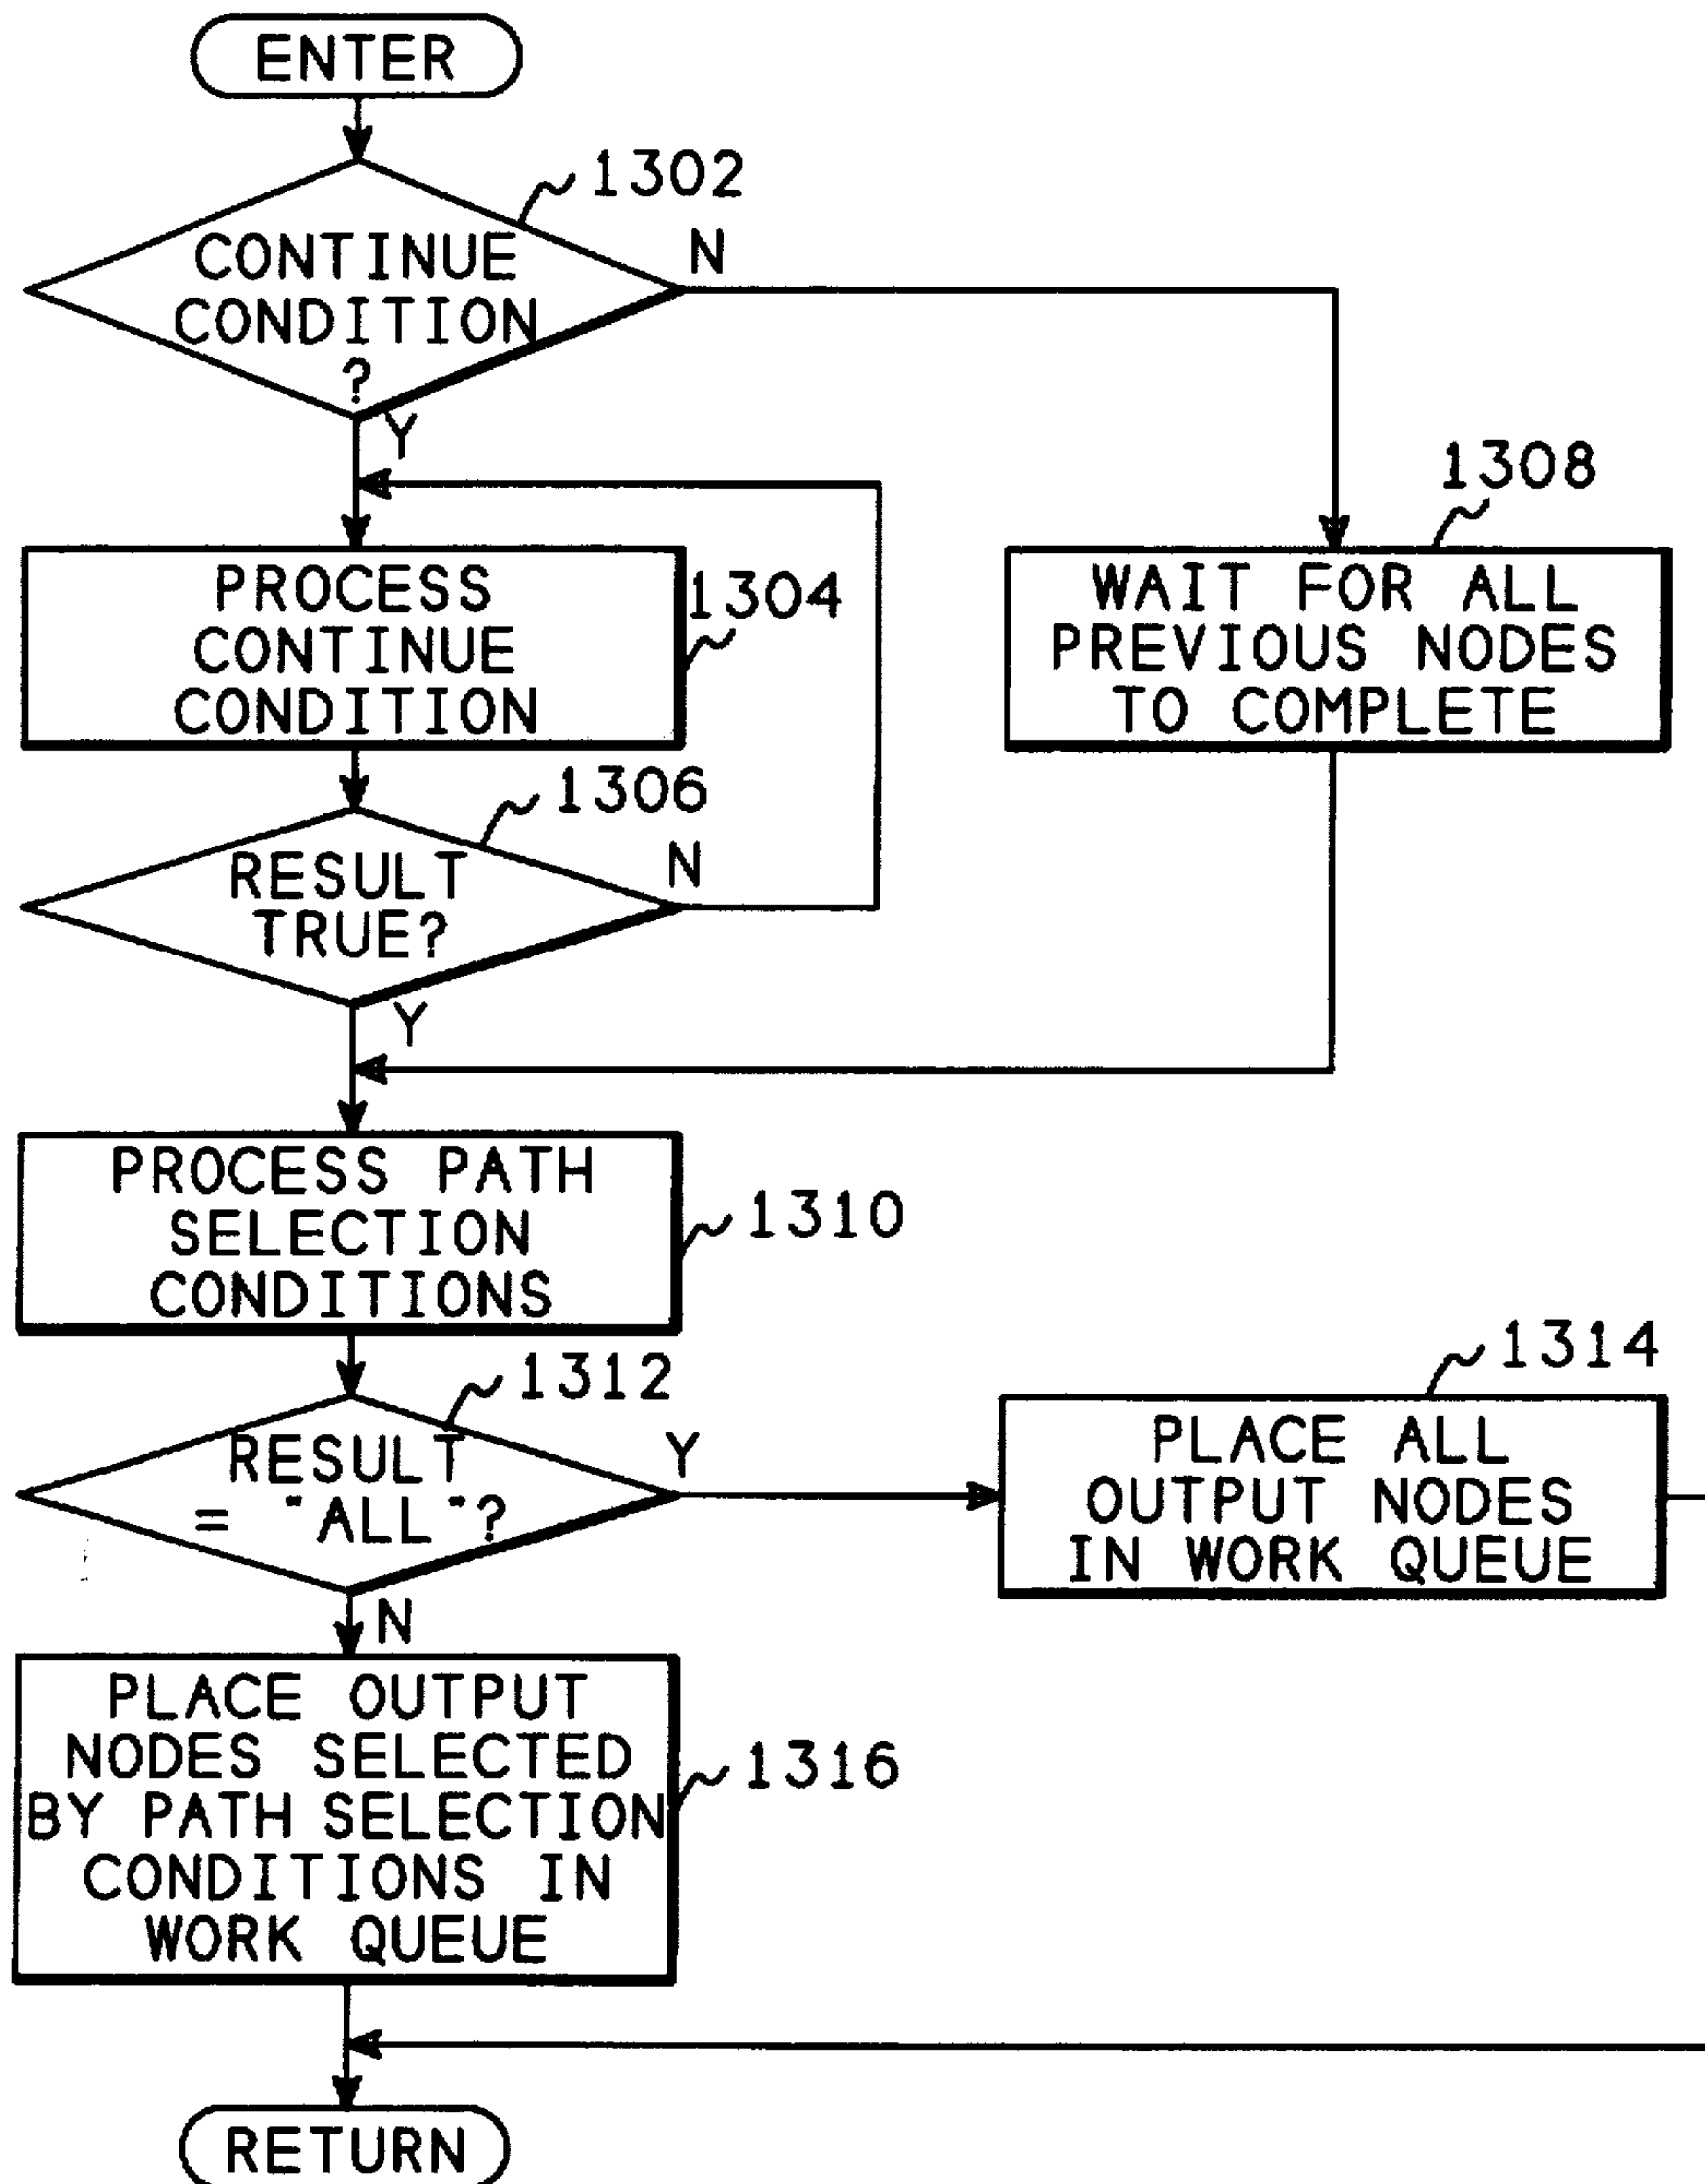 ENTER
1302
CONTINUE
CONDITION
?
N
Y
PROCESS
CONTINUE
CONDITION
1304
1308
WAIT FOR ALL
PREVIOUS NODES
TO COMPLETE
1306
RESULT
TRUE?
N
Y
PROCESS PATH
SELECTION
CONDITIONS
1310
1312
RESULT
= "ALL"?
Y
N
1314
PLACE ALL
OUTPUT NODES
IN WORK QUEUE
PLACE OUTPUT
NODES SELECTED
BY PATH SELECTION
CONDITIONS IN
WORK QUEUE
1316
RETURN